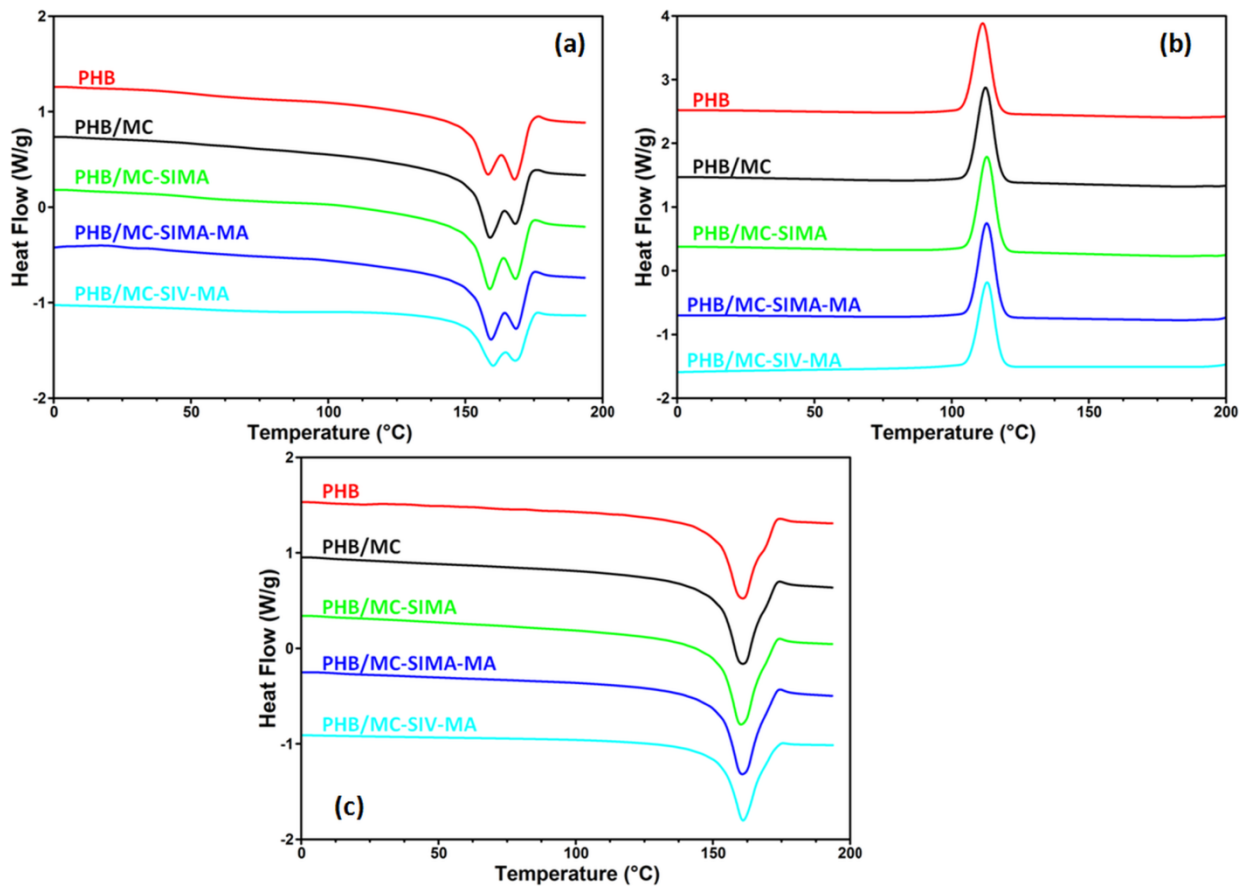 (a)
2
1
0
-1
-2
Heat Flow (W/g)
PHB
PHB/MC
PHB/MC-SIMA
PHB/MC-SIMA-MA
PHB/MC-SIV-MA
0
50
100
150
200
Temperature (°C)
(b)
4
2
0
-2
Heat Flow (W/g)
PHB
PHB/MC
PHB/MC-SIMA
PHB/MC-SIMA-MA
PHB/MC-SIV-MA
0
50
100
150
200
Temperature (°C)
2
1
0
-1
-2
Heat Flow (W/g)
PHB
PHB/MC
PHB/MC-SIMA
PHB/MC-SIMA-MA
PHB/MC-SIV-MA
(c)
0
50
100
150
200
Temperature (°C)